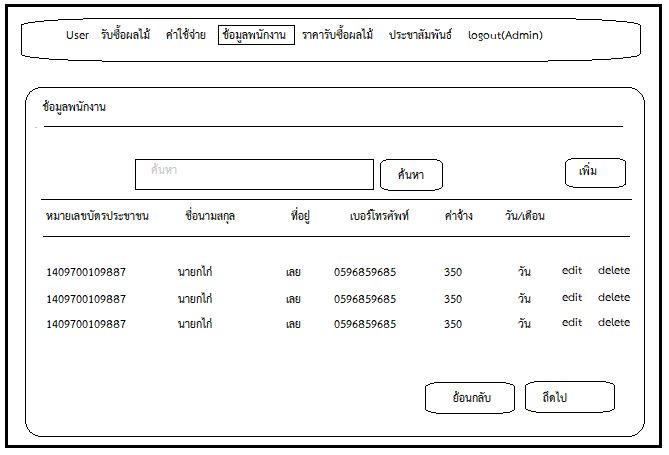 User รับซื้อผลไม้ ค่าใช้จ่าย ข้อมูลพนักงาน ราคารับซื้อผลไม้ ประชาสัมพันธ์ logout(Admin)
ข้อมูลพนักงาน
ค้นหา ค้นหา เพิ่ม
หมายเลขบัตรประชาชน ชื่อนามสกุล ที่อยู่ เบอร์โทรศัพท์ ค่าจ้าง วัน/เดือน
1409700109887 นายกไก่ เลย 0596859685 350 วัน edit delete
1409700109887 นายกไก่ เลย 0596859685 350 วัน edit delete
1409700109887 นายกไก่ เลย 0596859685 350 วัน edit delete
ย้อนกลับ ถึดไป